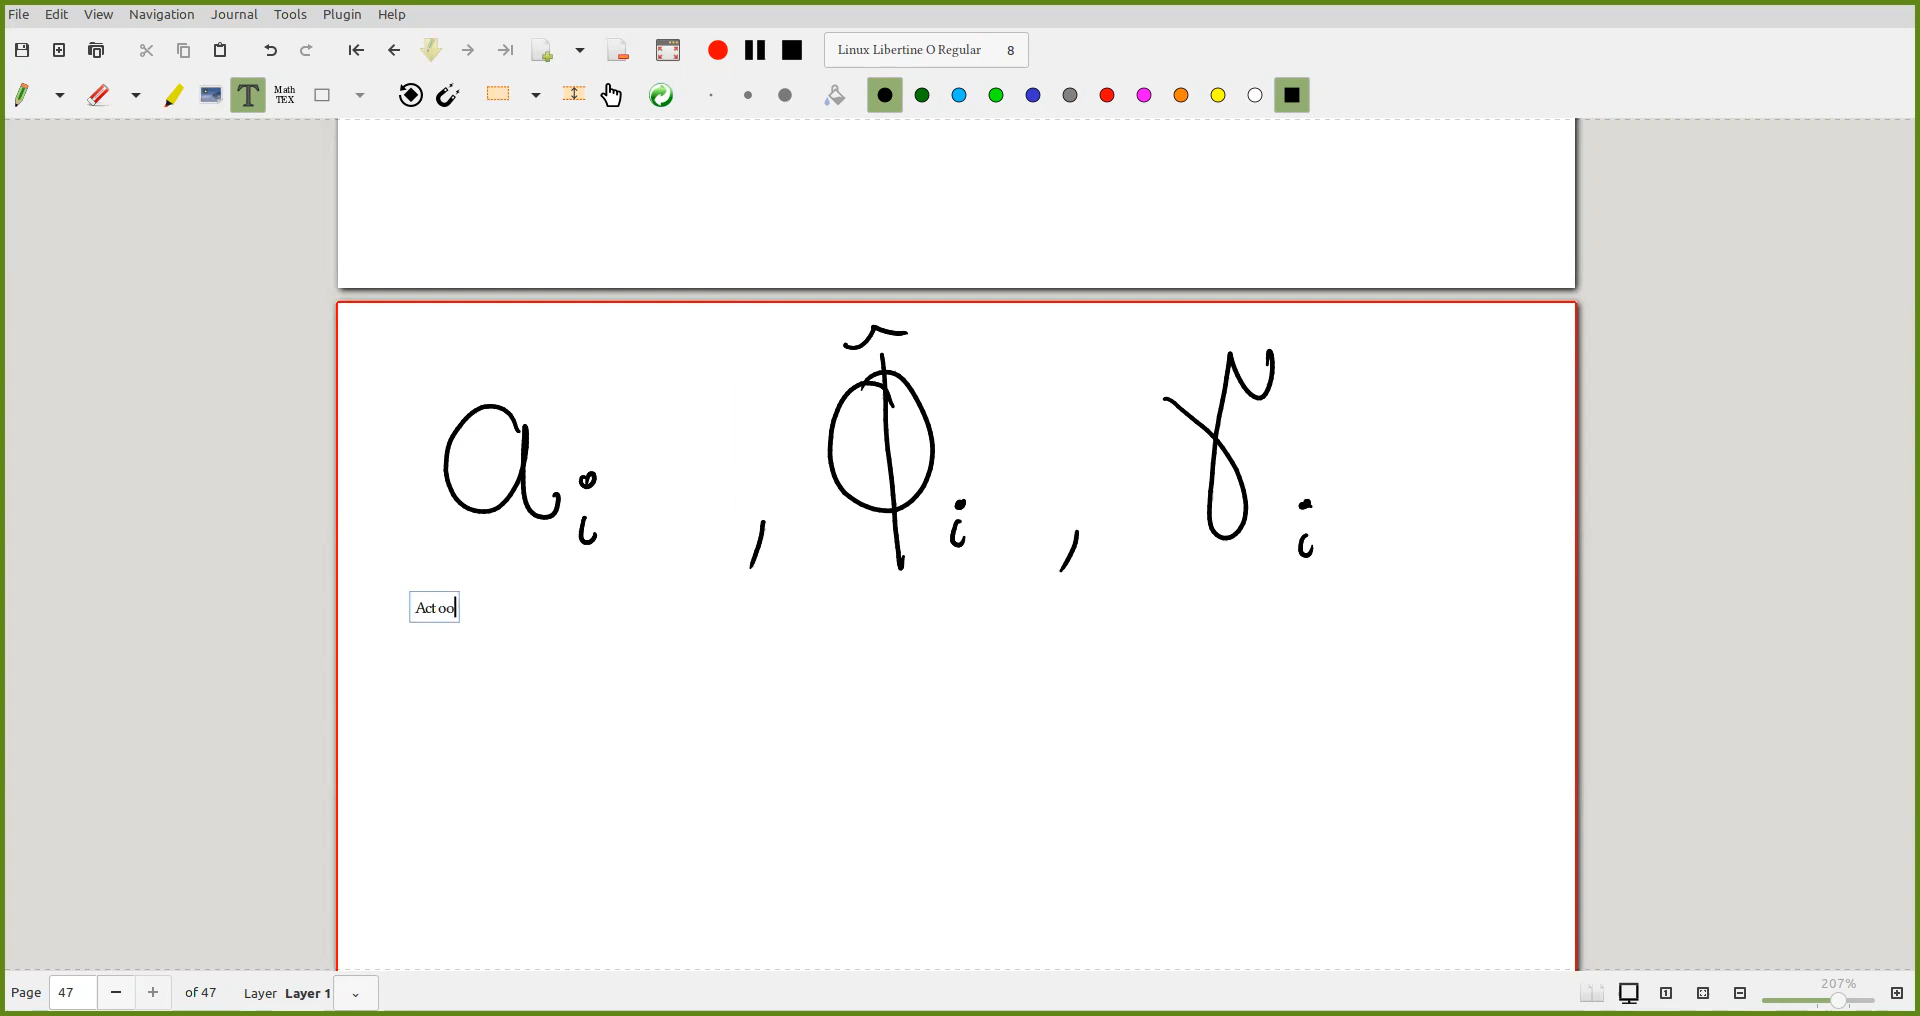 File Edit View Navigation Journal Tools Plugin Help
Linux Libertine O Regular 8
T Math TEX
a i , Φ̃ i , γ i
Act oo
Page 47 of 47 Layer Layer 1 207%